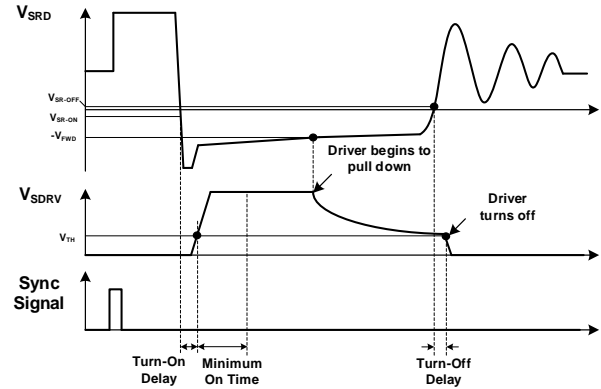 VSRD
VSR-OFF
VSR-ON
-VFWD
Driver begins to
pull down
VSDRV
Driver
turns off
VTH
Sync
Signal
Turn-On
Delay
Minimum
On Time
Turn-Off
Delay